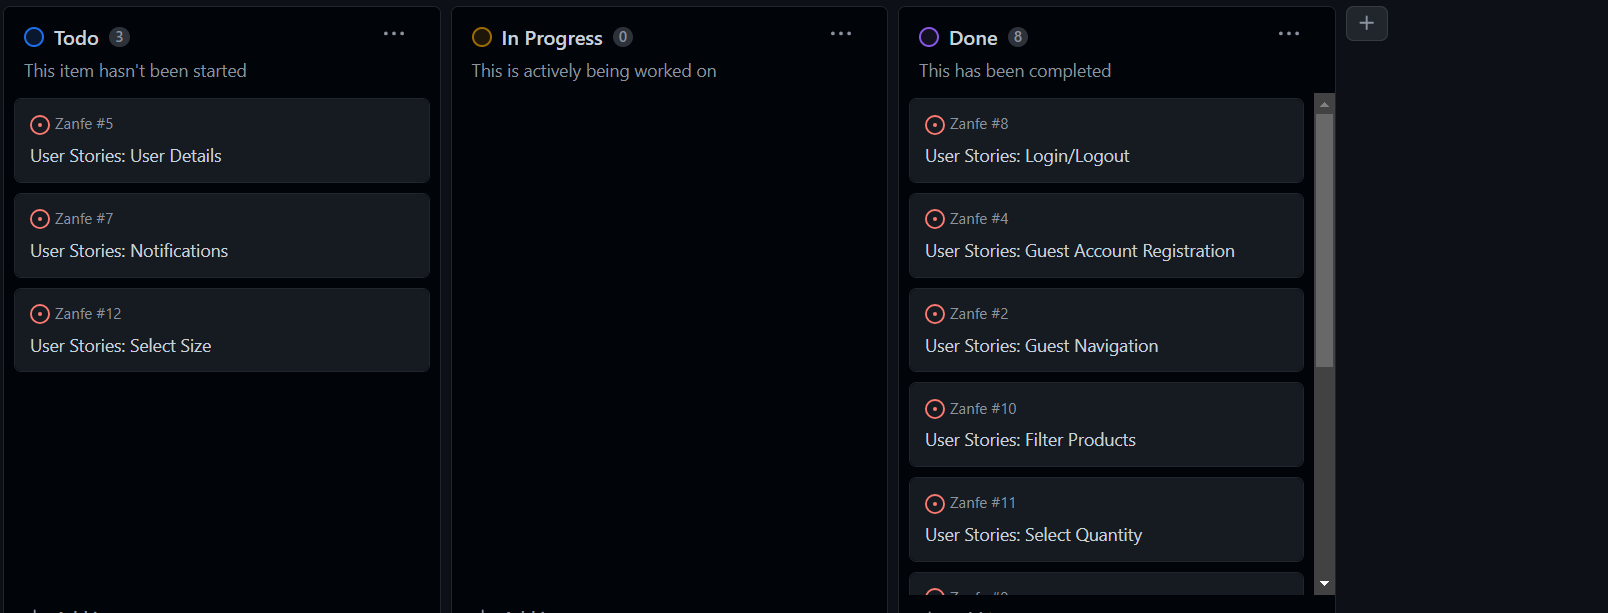 Todo 3
This item hasn't been started
Zanfe #5
User Stories: User Details
Zanfe #7
User Stories: Notifications
Zanfe #12
User Stories: Select Size
In Progress 0
This is actively being worked on
Done 8
This has been completed
Zanfe #8
User Stories: Login/Logout
Zanfe #4
User Stories: Guest Account Registration
Zanfe #2
User Stories: Guest Navigation
Zanfe #10
User Stories: Filter Products
Zanfe #11
User Stories: Select Quantity